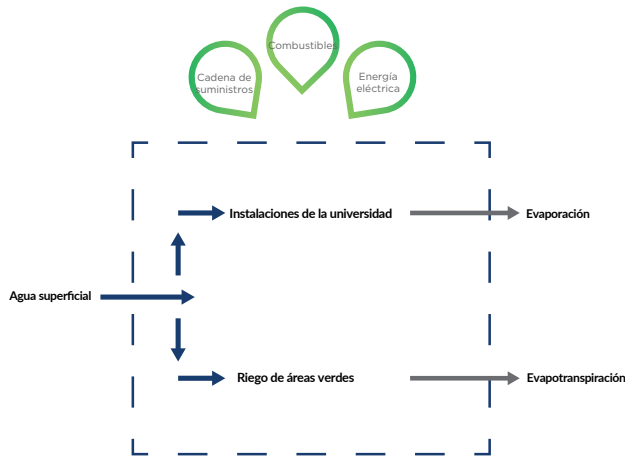 Combustibles
Cadena de
suministros
Energía
eléctrica
Instalaciones de la universidad
Evaporación
Agua superficial
Riego de áreas verdes
Evapotranspiración